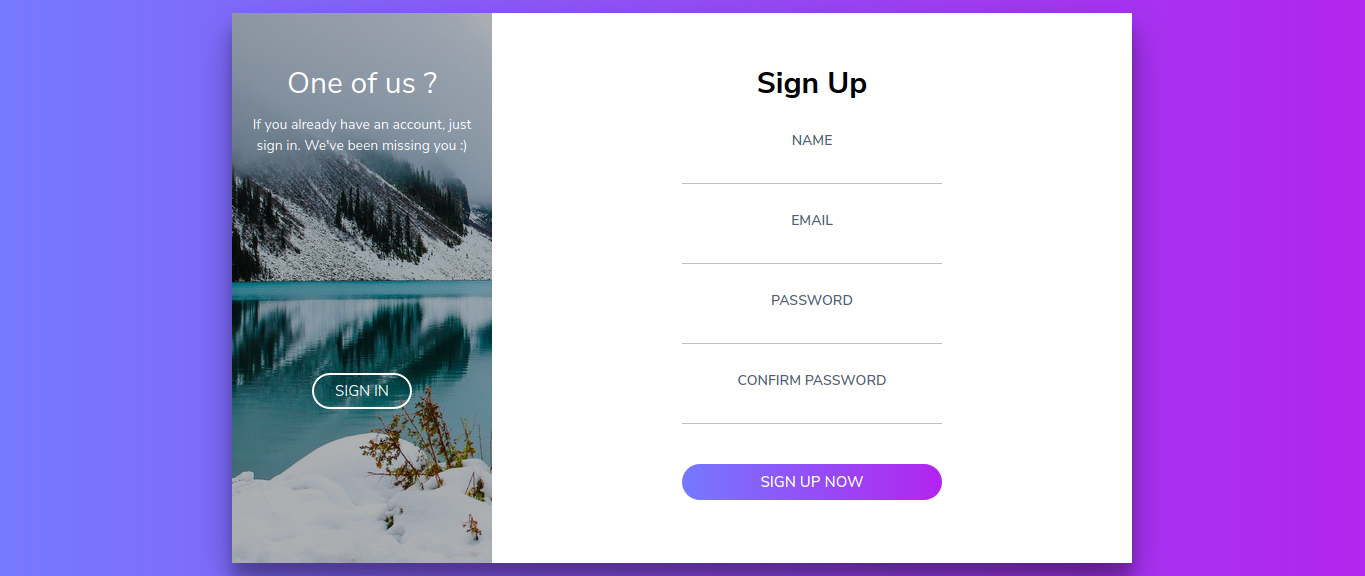 One of us ?
If you already have an account, just
sign in. We've been missing you :)
SIGN IN
Sign Up
NAME
EMAIL
PASSWORD
CONFIRM PASSWORD
SIGN UP NOW